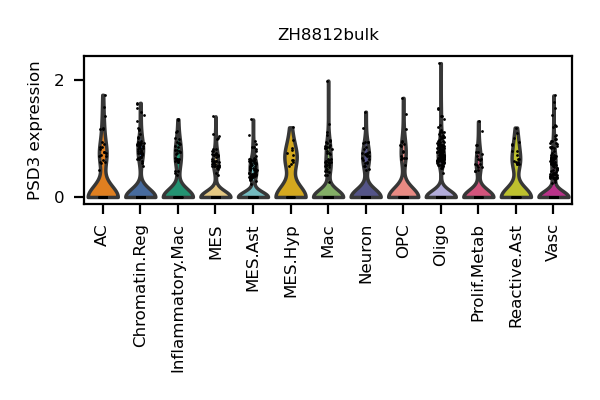 ZH8812bulk
PSD3 expression
2
0
AC
Chromatin.Reg
Inflammatory.Mac
MES
MES.Ast
MES.Hyp
Mac
Neuron
OPC
Oligo
Prolif.Metab
Reactive.Ast
Vasc